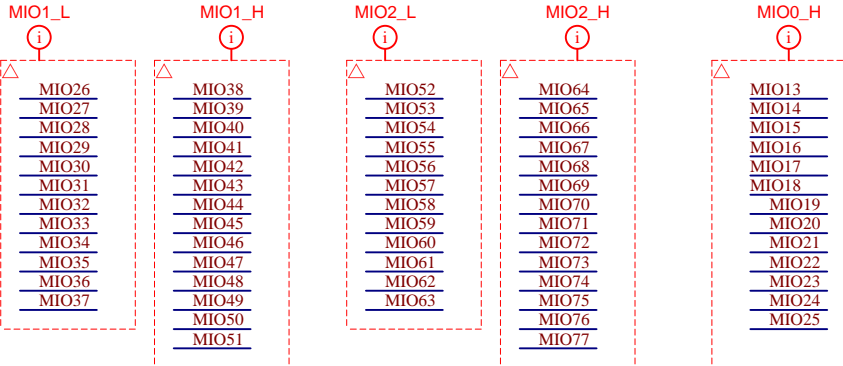 MIO1_L
i
MIO26
MIO27
MIO28
MIO29
MIO30
MIO31
MIO32
MIO33
MIO34
MIO35
MIO36
MIO37
MIO1_H
i
MIO38
MIO39
MIO40
MIO41
MIO42
MIO43
MIO44
MIO45
MIO46
MIO47
MIO48
MIO49
MIO50
MIO51
MIO2_L
i
MIO52
MIO53
MIO54
MIO55
MIO56
MIO57
MIO58
MIO59
MIO60
MIO61
MIO62
MIO63
MIO2_H
i
MIO64
MIO65
MIO66
MIO67
MIO68
MIO69
MIO70
MIO71
MIO72
MIO73
MIO74
MIO75
MIO76
MIO77
MIO0_H
i
MIO13
MIO14
MIO15
MIO16
MIO17
MIO18
MIO19
MIO20
MIO21
MIO22
MIO23
MIO24
MIO25